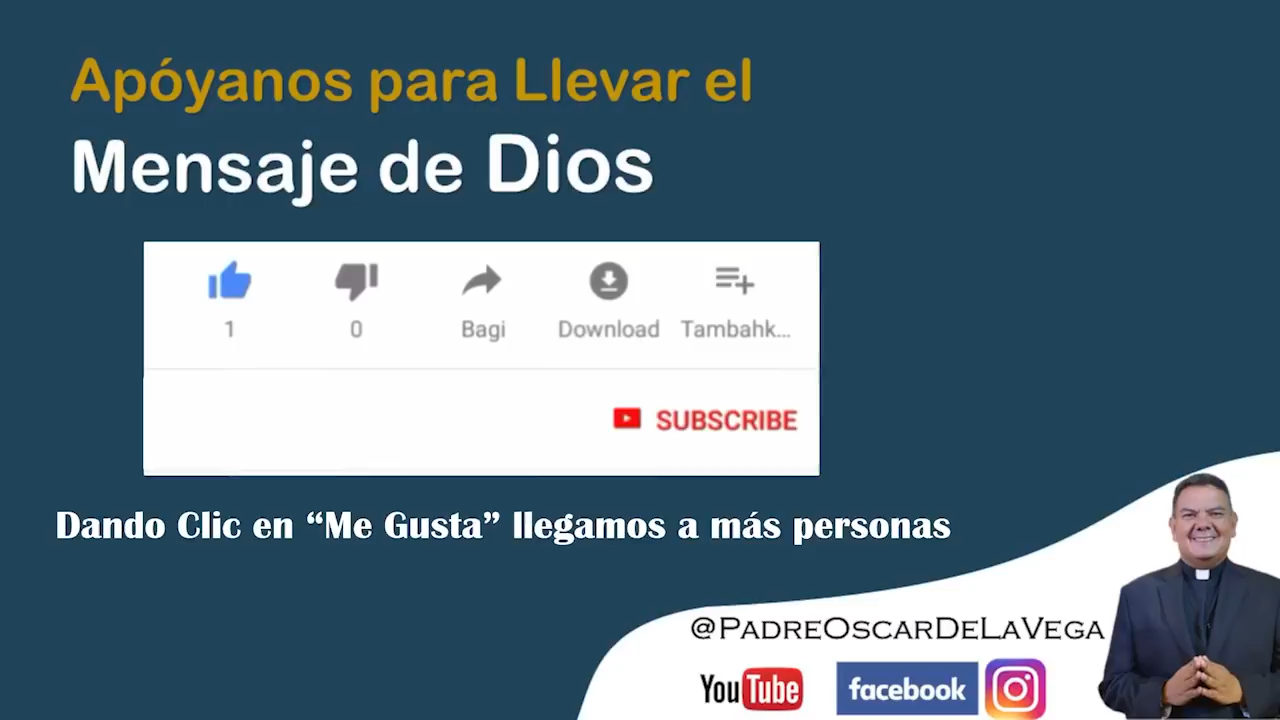 Apóyanos para Llevar el
Mensaje de Dios
1 0 Bagi Download Tambahk...
SUBSCRIBE
Dando Clic en “Me Gusta” llegamos a más personas
@PadreOscarDeLaVega
YouTube facebook